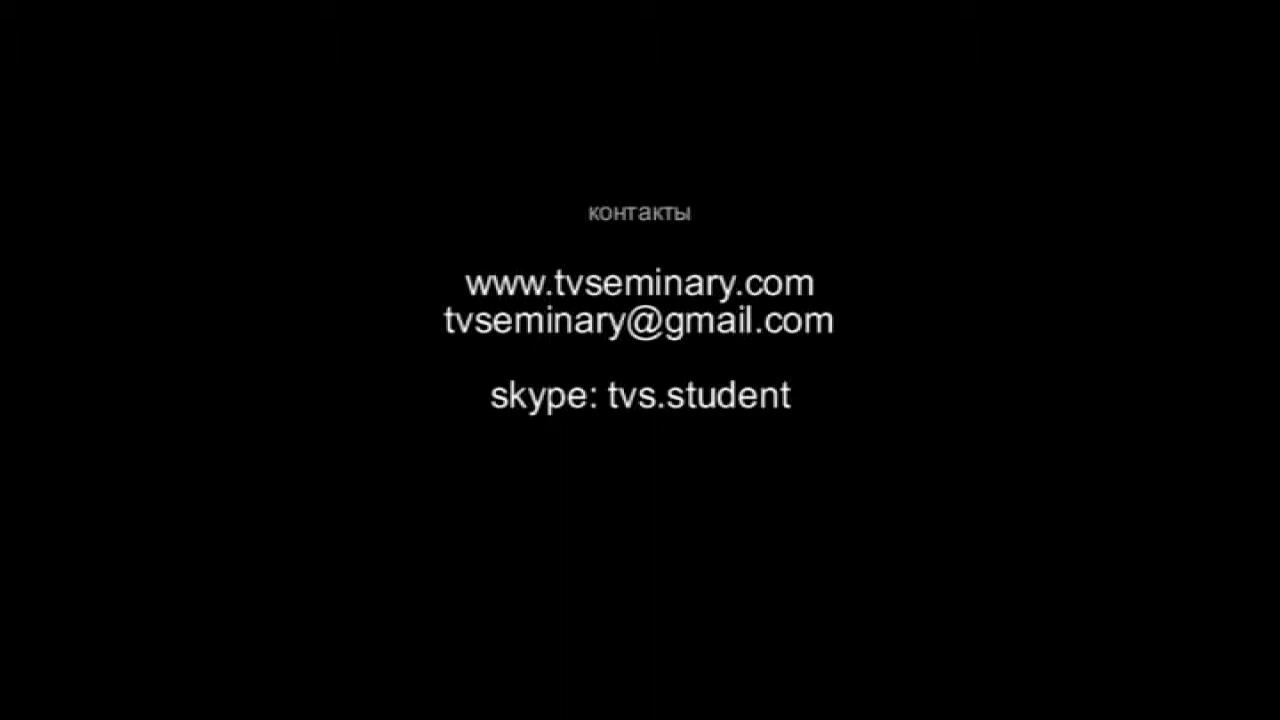 контакты
www.tvseminary.com
tvseminary@gmail.com
skype: tvs.student